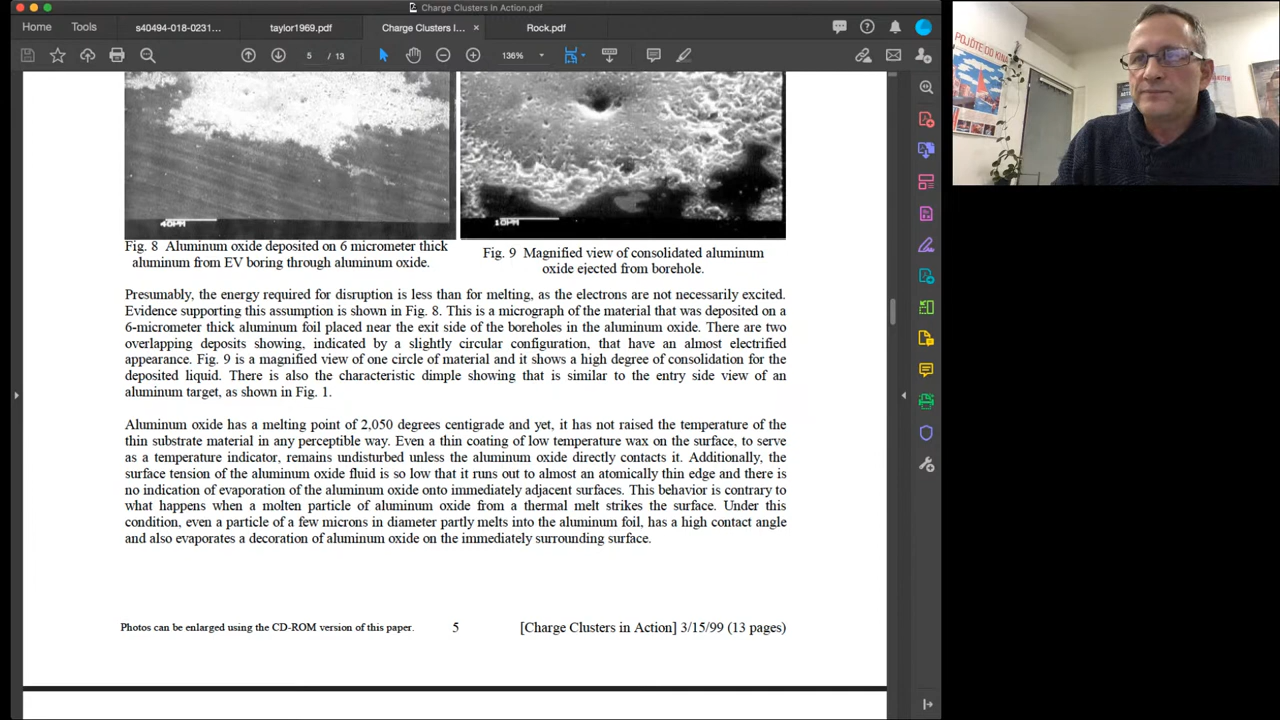 Charge Clusters In Action.pdf
Home
Tools
s40494-018-0231...
taylor1969.pdf
Charge Clusters I...
Rock.pdf
5 / 13
136%
POJĎTE DO KINA
40PM
10PM
Fig. 8 Aluminum oxide deposited on 6 micrometer thick
aluminum from EV boring through aluminum oxide.
Fig. 9 Magnified view of consolidated aluminum
oxide ejected from borehole.
Presumably, the energy required for disruption is less than for melting, as the electrons are not necessarily excited.
Evidence supporting this assumption is shown in Fig. 8. This is a micrograph of the material that was deposited on a
6-micrometer thick aluminum foil placed near the exit side of the boreholes in the aluminum oxide. There are two
overlapping deposits showing, indicated by a slightly circular configuration, that have an almost electrified
appearance. Fig. 9 is a magnified view of one circle of material and it shows a high degree of consolidation for the
deposited liquid. There is also the characteristic dimple showing that is similar to the entry side view of an
aluminum target, as shown in Fig. 1.
Aluminum oxide has a melting point of 2,050 degrees centigrade and yet, it has not raised the temperature of the
thin substrate material in any perceptible way. Even a thin coating of low temperature wax on the surface, to serve
as a temperature indicator, remains undisturbed unless the aluminum oxide directly contacts it. Additionally, the
surface tension of the aluminum oxide fluid is so low that it runs out to almost an atomically thin edge and there is
no indication of evaporation of the aluminum oxide onto immediately adjacent surfaces. This behavior is contrary to
what happens when a molten particle of aluminum oxide from a thermal melt strikes the surface. Under this
condition, even a particle of a few microns in diameter partly melts into the aluminum foil, has a high contact angle
and also evaporates a decoration of aluminum oxide on the immediately surrounding surface.
Photos can be enlarged using the CD-ROM version of this paper.
5
[Charge Clusters in Action] 3/15/99 (13 pages)